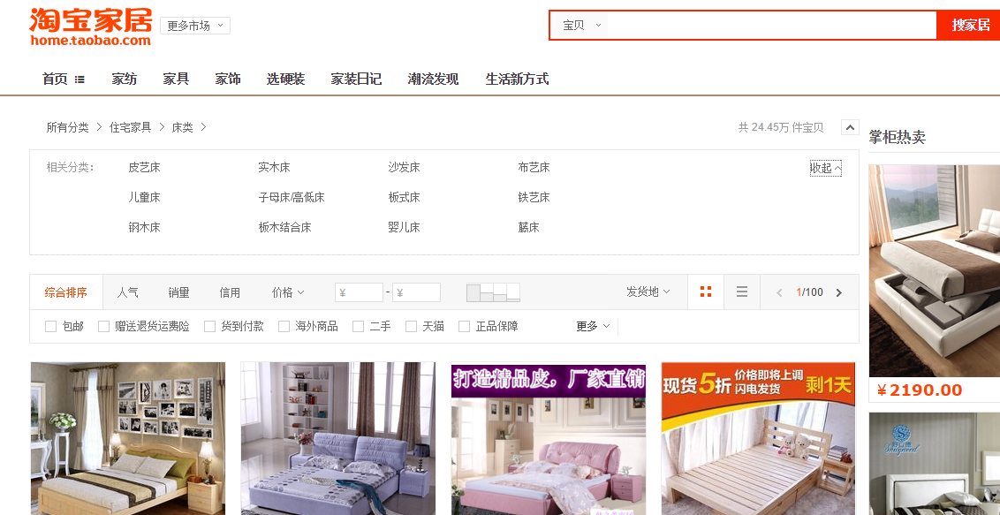 淘宝家居
home.taobao.com
更多市场
宝贝
搜家居
首页 家纺 家具 家饰 选硬装 家装日记 潮流发现 生活新方式
所有分类 > 住宅家具 > 床类 >
共 24.45万 件宝贝
掌柜热卖
相关分类: 皮艺床 实木床 沙发床 布艺床 收起
儿童床 子母床/高低床 板式床 铁艺床
钢木床 板木结合床 婴儿床 藤床
综合排序 人气 销量 信用 价格 ¥ - ¥ 发货地 < 1/100 >
包邮 赠送退货运费险 货到付款 海外商品 二手 天猫 正品保障 更多
¥2190.00
打造精品皮，厂家直销
现货5折 价格即将上调 剩1天
闪电发货